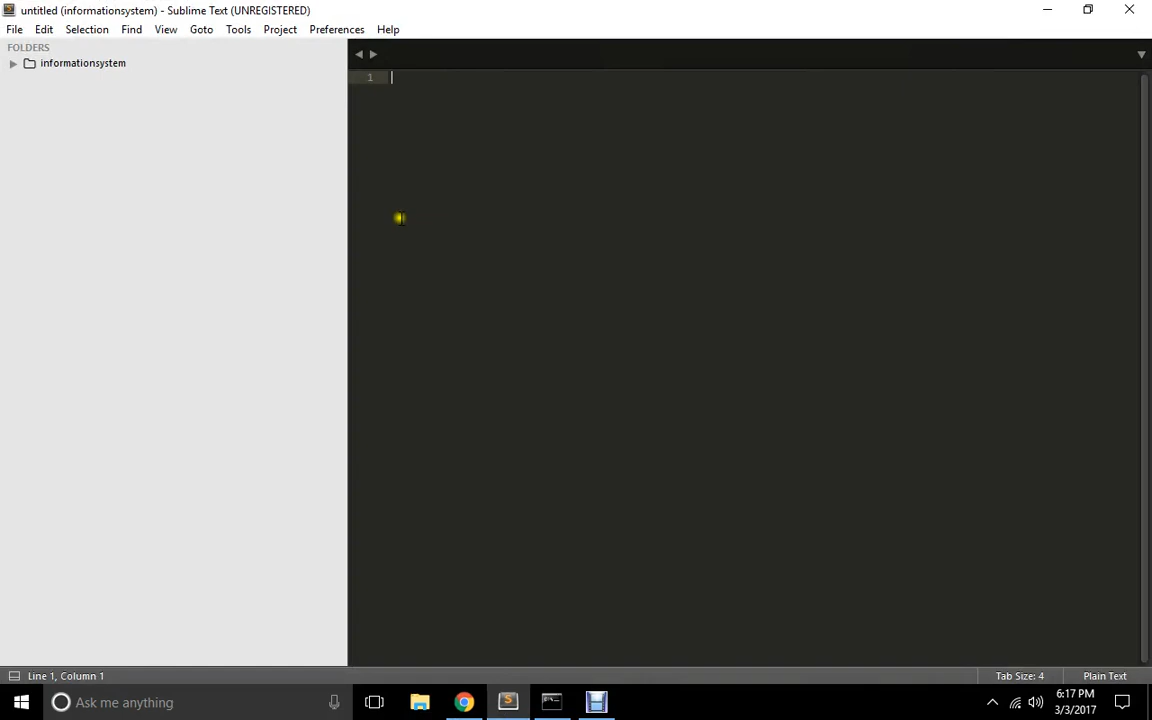 untitled (informationsystem) - Sublime Text (UNREGISTERED)
File Edit Selection Find View Goto Tools Project Preferences Help
FOLDERS
informationsystem
1
Line 1, Column 1
Tab Size: 4
Plain Text
Ask me anything
6:17 PM
3/3/2017